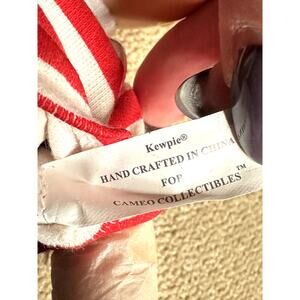 Kewpie®
HAND CRAFTED IN CHINA
FOR
CAMEO COLLECTIBLES™